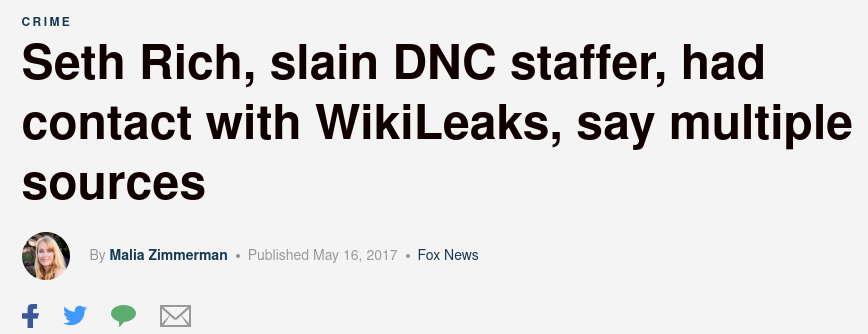 CRIME
Seth Rich, slain DNC staffer, had
contact with WikiLeaks, say multiple
sources
By Malia Zimmerman • Published May 16, 2017 • Fox News